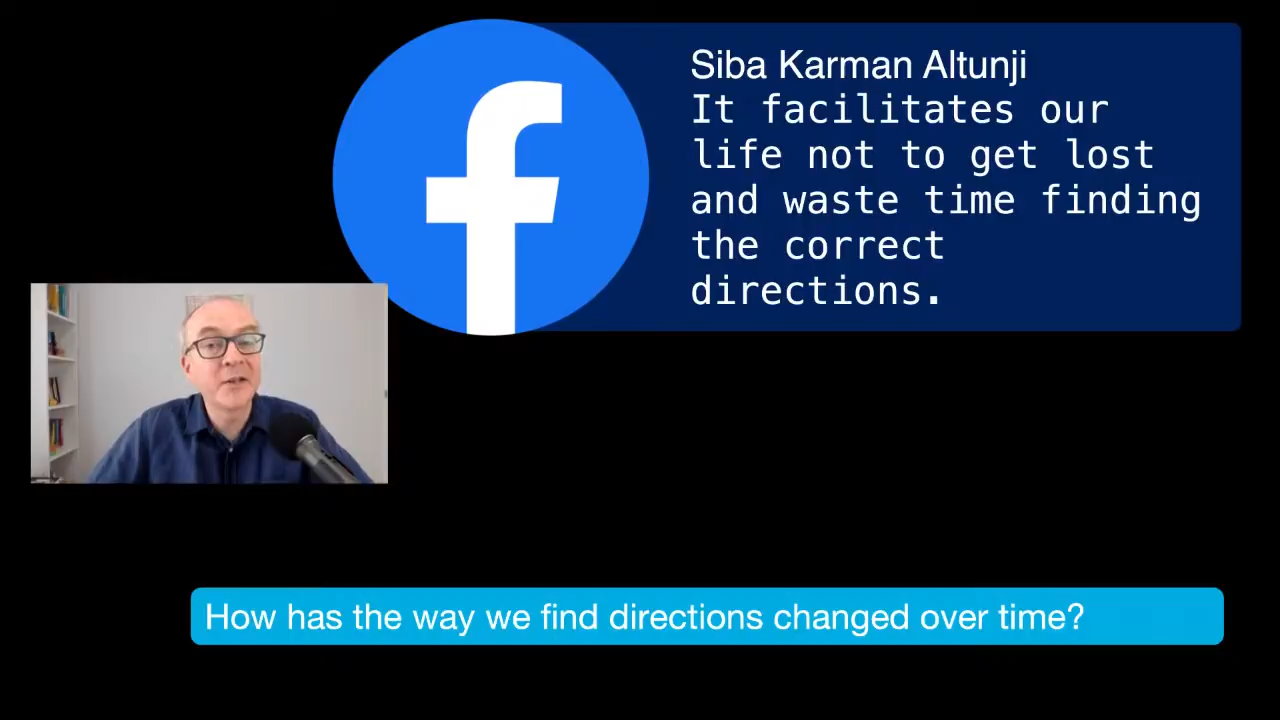 Siba Karman Altunji
It facilitates our
life not to get lost
and waste time finding
the correct
directions.
How has the way we find directions changed over time?